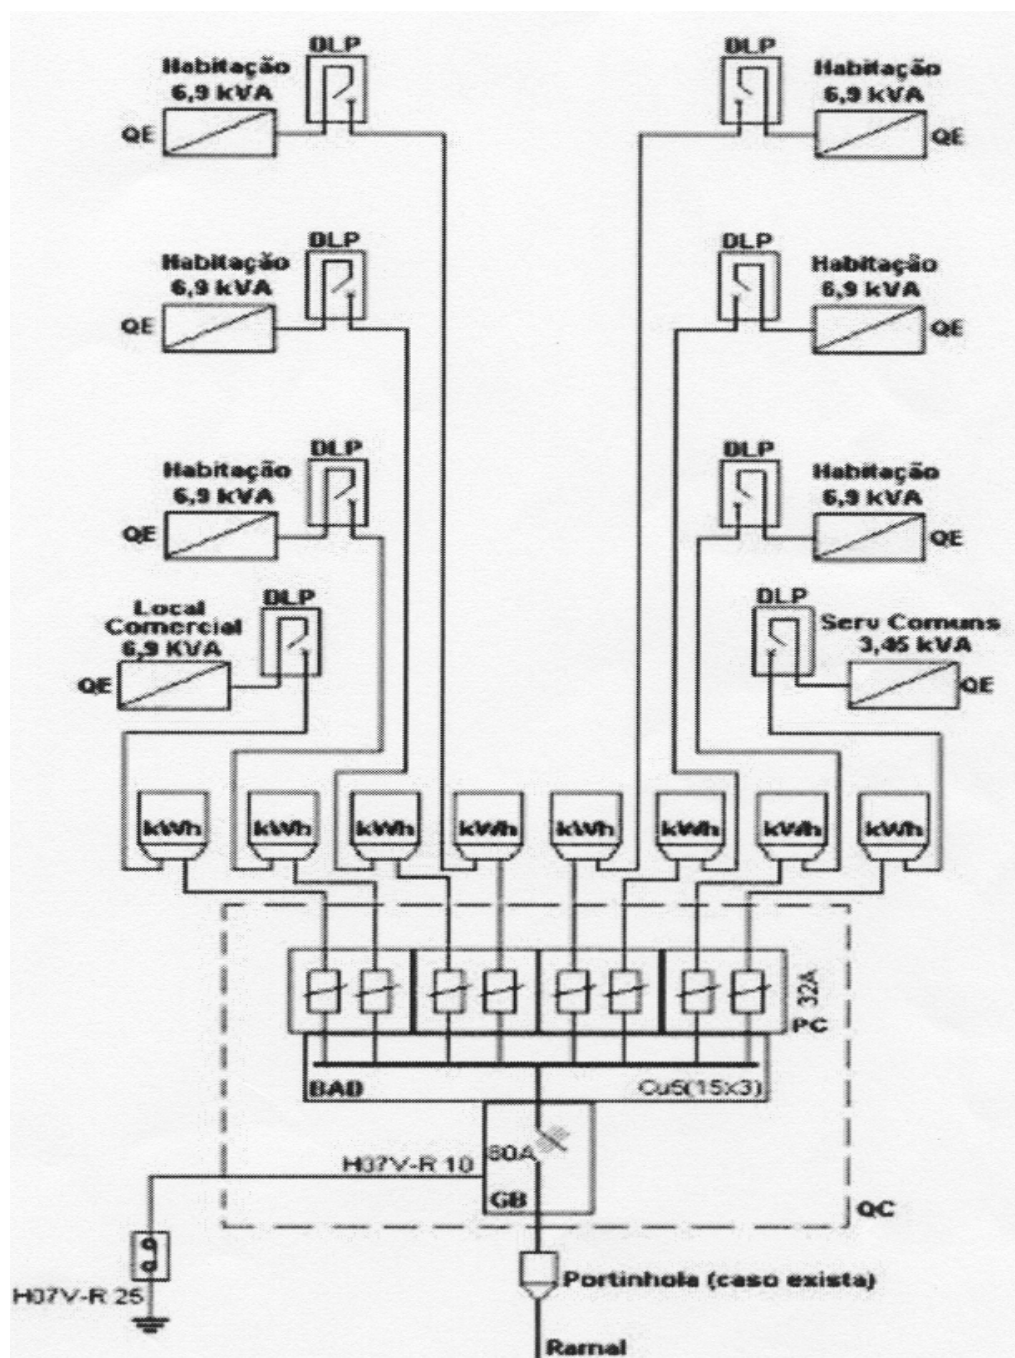 DLP
DLP
Habitação
6,9 kVA
QE
Habitação
6,9 kVA
QE
DLP
DLP
Habitação
6,9 kVA
QE
Habitação
6,9 kVA
QE
DLP
DLP
Habitação
6,9 kVA
QE
Habitação
6,9 kVA
QE
DLP
DLP
Local
Comercial
6,9 KVA
QE
Serv Comuns
3,45 kVA
QE
kWh
kWh
kWh
kWh
kWh
kWh
kWh
kWh
32A
PC
BAD
Cu5(15x3)
80A
H07V-R 10
GB
QC
H07V-R 25
Portinhola (caso exista)
Ramal